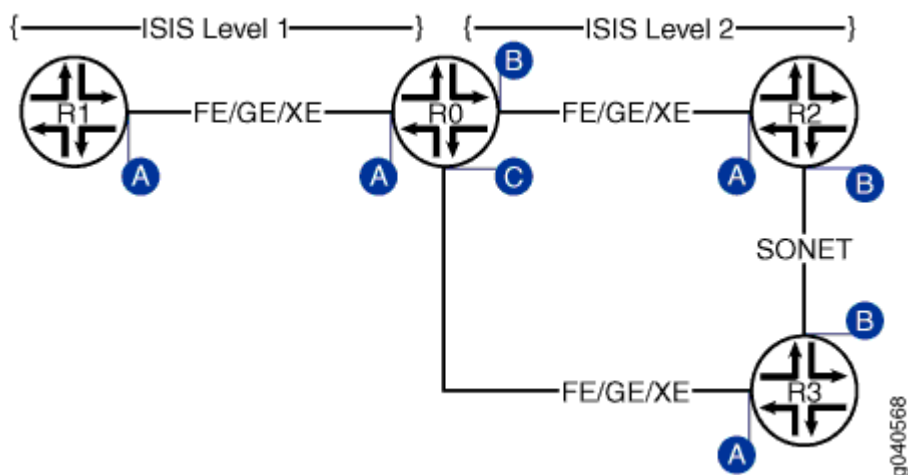 { ISIS Level 1 } { ISIS Level 2 }
B
R1 FE/GE/XE R0 FE/GE/XE R2
A A C A B
SONET
B
FE/GE/XE R3
A
g040568